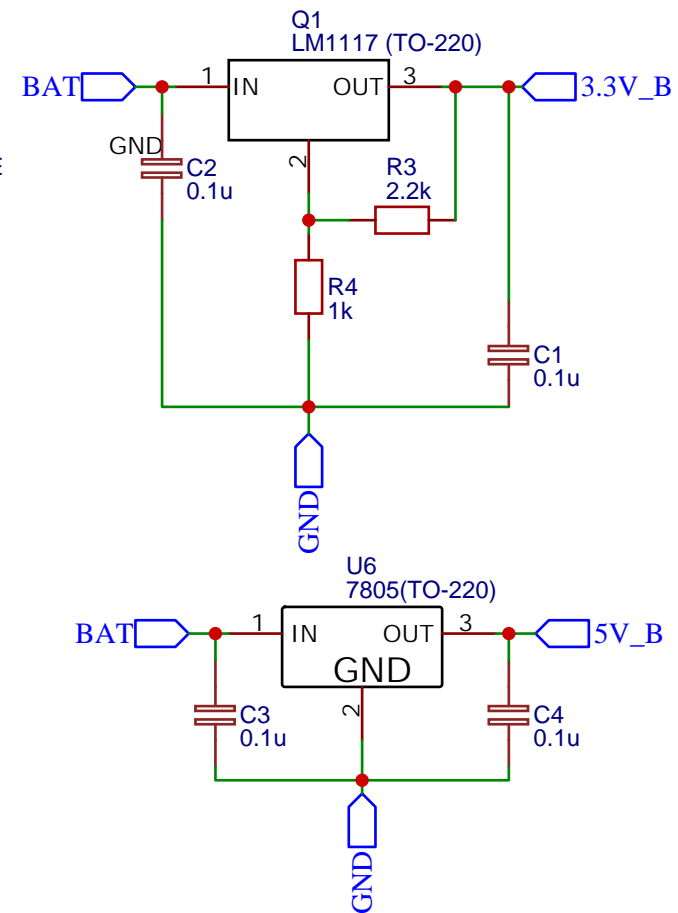 Q1
LM1117 (TO-220)
BAT
1
IN
OUT
3
3.3V_B
GND
2
C2
0.1u
R3
2.2k
R4
1k
C1
0.1u
GND
U6
7805(TO-220)
BAT
1
IN
OUT
3
5V_B
GND
2
C3
0.1u
C4
0.1u
GND